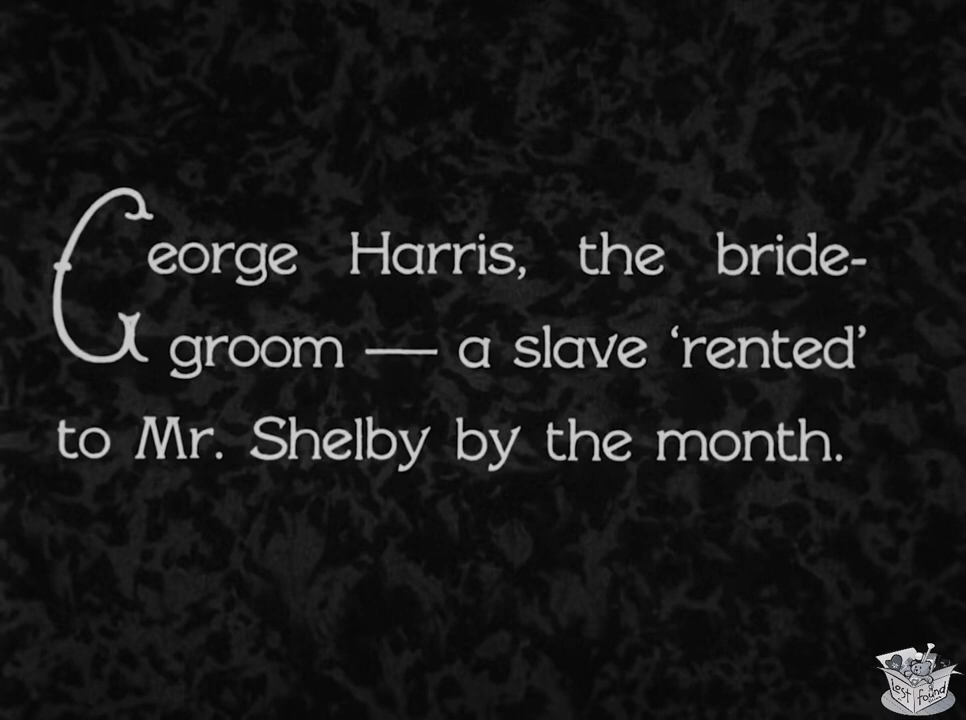 George Harris, the bride-
groom — a slave ‘rented’
to Mr. Shelby by the month.
Lost
found